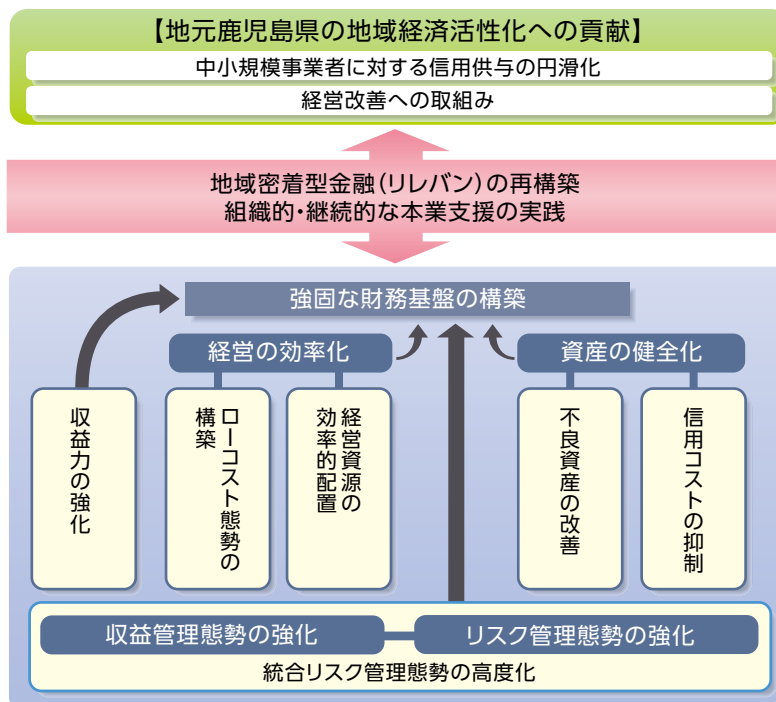 【地元鹿児島県の地域経済活性化への貢献】
中小規模事業者に対する信用供与の円滑化
経営改善への取組み
地域密着型金融(リレバン)の再構築
組織的・継続的な本業支援の実践
強固な財務基盤の構築
経営の効率化
資産の健全化
収益力の強化
ローコスト態勢の
構築
経営資源の
効率的配置
不良資産の改善
信用コストの抑制
収益管理態勢の強化
リスク管理態勢の強化
統合リスク管理態勢の高度化